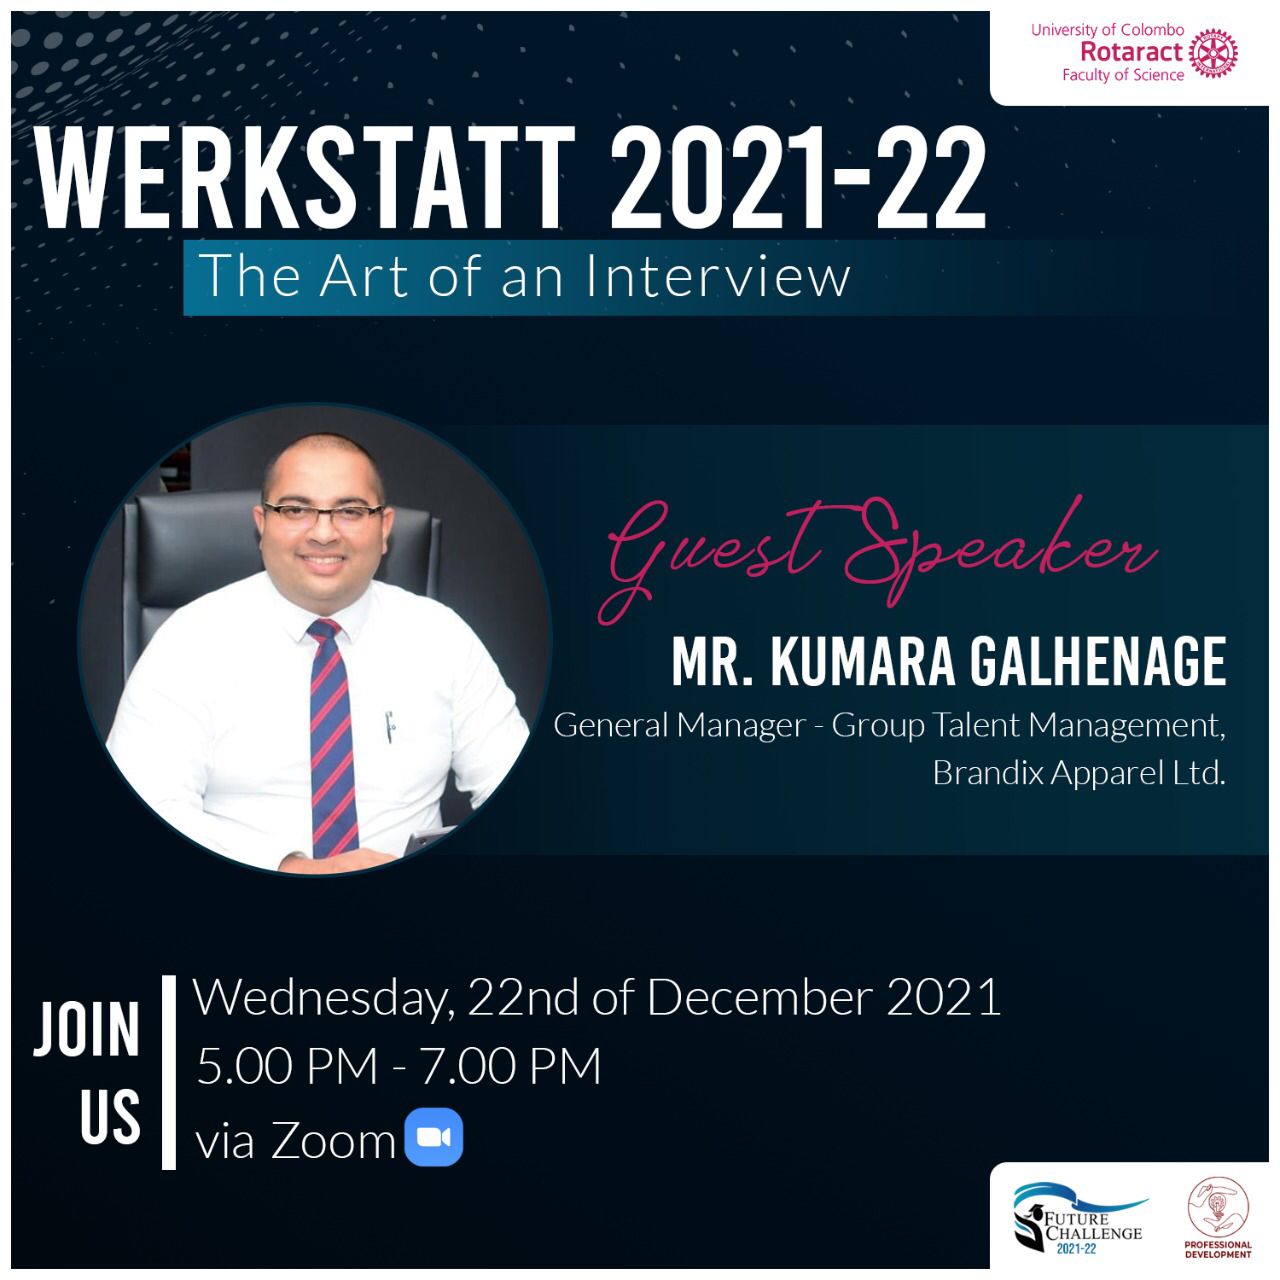 University of Colombo
Rotaract
Faculty of Science
WERKSTATT 2021-22
The Art of an Interview
Guest Speaker
MR. KUMARA GALHENAGE
General Manager - Group Talent Management,
Brandix Apparel Ltd.
JOIN
US
Wednesday, 22nd of December 2021
5.00 PM - 7.00 PM
via Zoom
FUTURE
CHALLENGE
2021-22
PROFESSIONAL
DEVELOPMENT